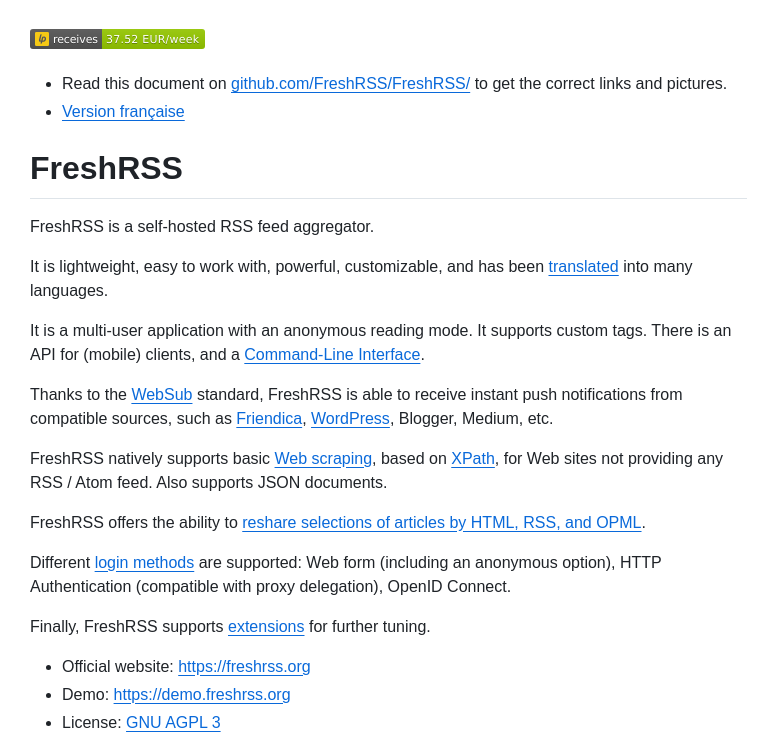 lp receives 37.52 EUR/week
Read this document on github.com/FreshRSS/FreshRSS/ to get the correct links and pictures.
Version française
FreshRSS
FreshRSS is a self-hosted RSS feed aggregator.
It is lightweight, easy to work with, powerful, customizable, and has been translated into many
languages.
It is a multi-user application with an anonymous reading mode. It supports custom tags. There is an
API for (mobile) clients, and a Command-Line Interface.
Thanks to the WebSub standard, FreshRSS is able to receive instant push notifications from
compatible sources, such as Friendica, WordPress, Blogger, Medium, etc.
FreshRSS natively supports basic Web scraping, based on XPath, for Web sites not providing any
RSS / Atom feed. Also supports JSON documents.
FreshRSS offers the ability to reshare selections of articles by HTML, RSS, and OPML.
Different login methods are supported: Web form (including an anonymous option), HTTP
Authentication (compatible with proxy delegation), OpenID Connect.
Finally, FreshRSS supports extensions for further tuning.
Official website: https://freshrss.org
Demo: https://demo.freshrss.org
License: GNU AGPL 3